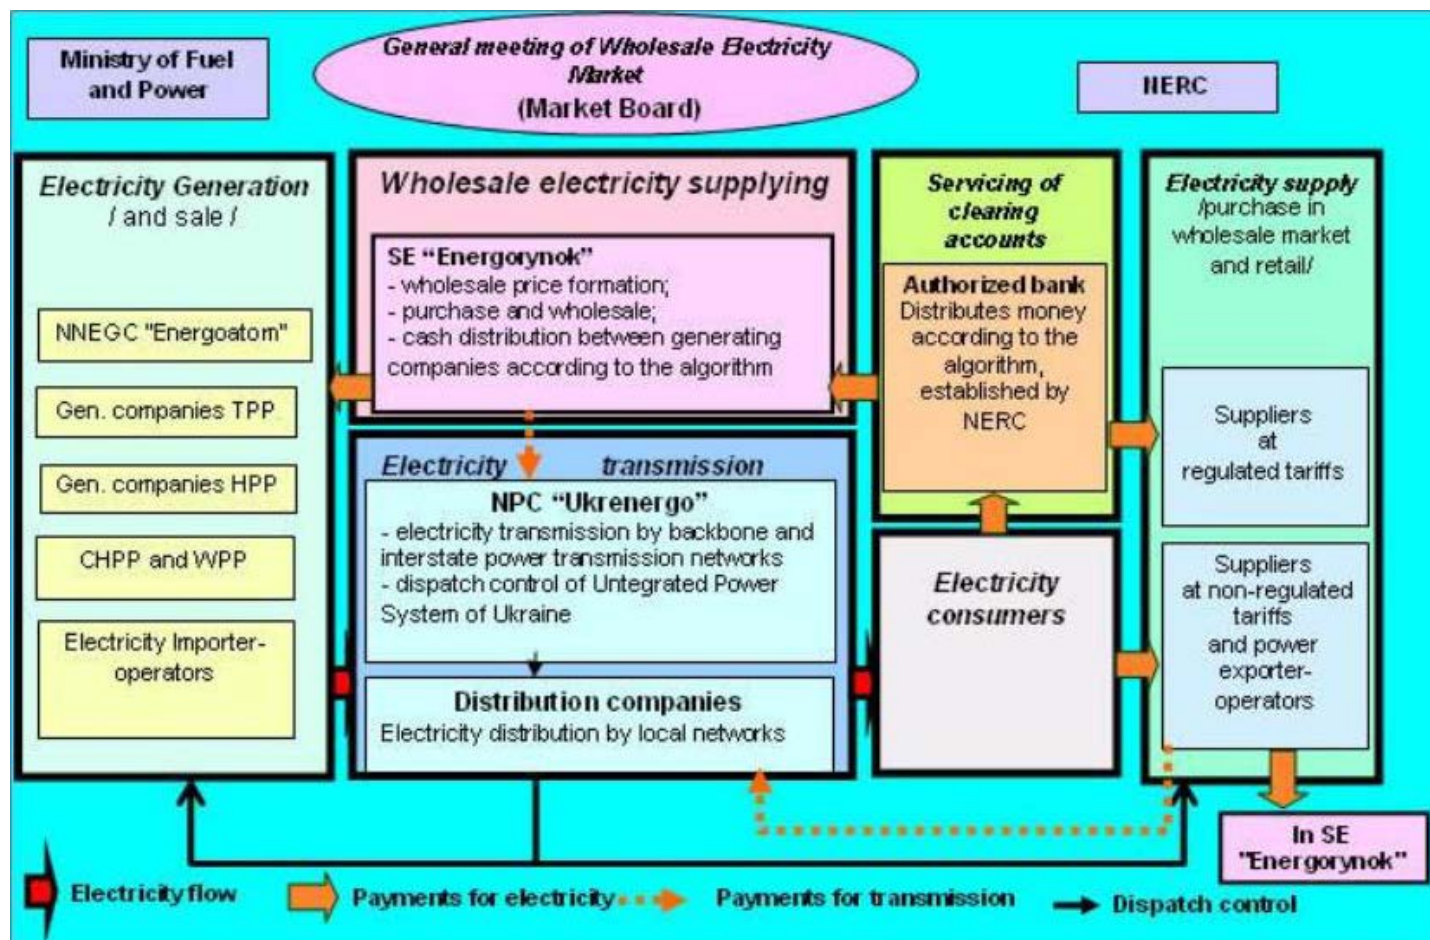 Ministry of Fuel
and Power
General meeting of Wholesale Electricity
Market
(Market Board)
NERC
Electricity Generation
/ and sale /
NNEGC "Energoatom"
Gen. companies TPP
Gen. companies HPP
CHPP and WPP
Electricity Importer-
operators
Wholesale electricity supplying
SE “Energorynok”
- wholesale price formation;
- purchase and wholesale;
- cash distribution between generating
companies according to the algorithm
Electricity transmission
NPC “Ukrenergo”
- electricity transmission by backbone and
interstate power transmission networks
- dispatch control of Untegrated Power
System of Ukraine
Distribution companies
Electricity distribution by local networks
Servicing of
clearing
accounts
Authorized bank
Distributes money
according to the
algorithm,
established by
NERC
Electricity
consumers
Electricity supply
/purchase in
wholesale market
and retail/
Suppliers
at
regulated tariffs
Suppliers
at non-regulated
tariffs
and power
exporter-
operators
In SE
"Energorynok"
Electricity flow
Payments for electricity
Payments for transmission
Dispatch control